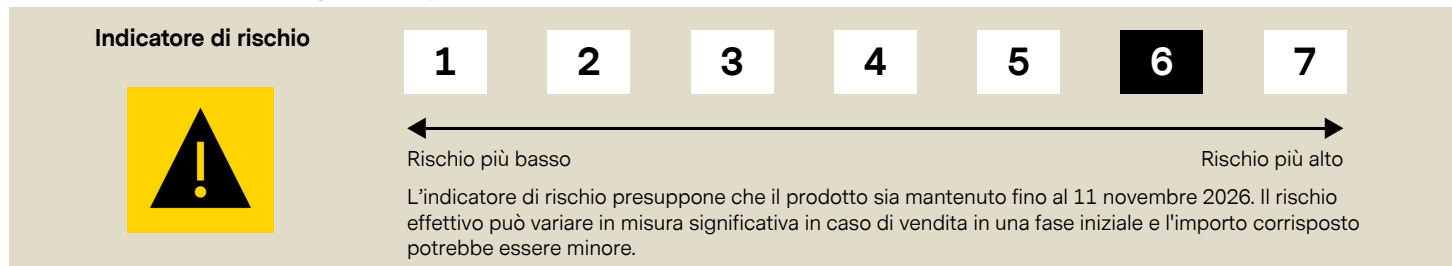 Indicatore di rischio
1 2 3 4 5 6 7
Rischio più basso Rischio più alto
L'indicatore di rischio presuppone che il prodotto sia mantenuto fino al 11 novembre 2026. Il rischio
effettivo può variare in misura significativa in caso di vendita in una fase iniziale e l'importo corrisposto
potrebbe essere minore.